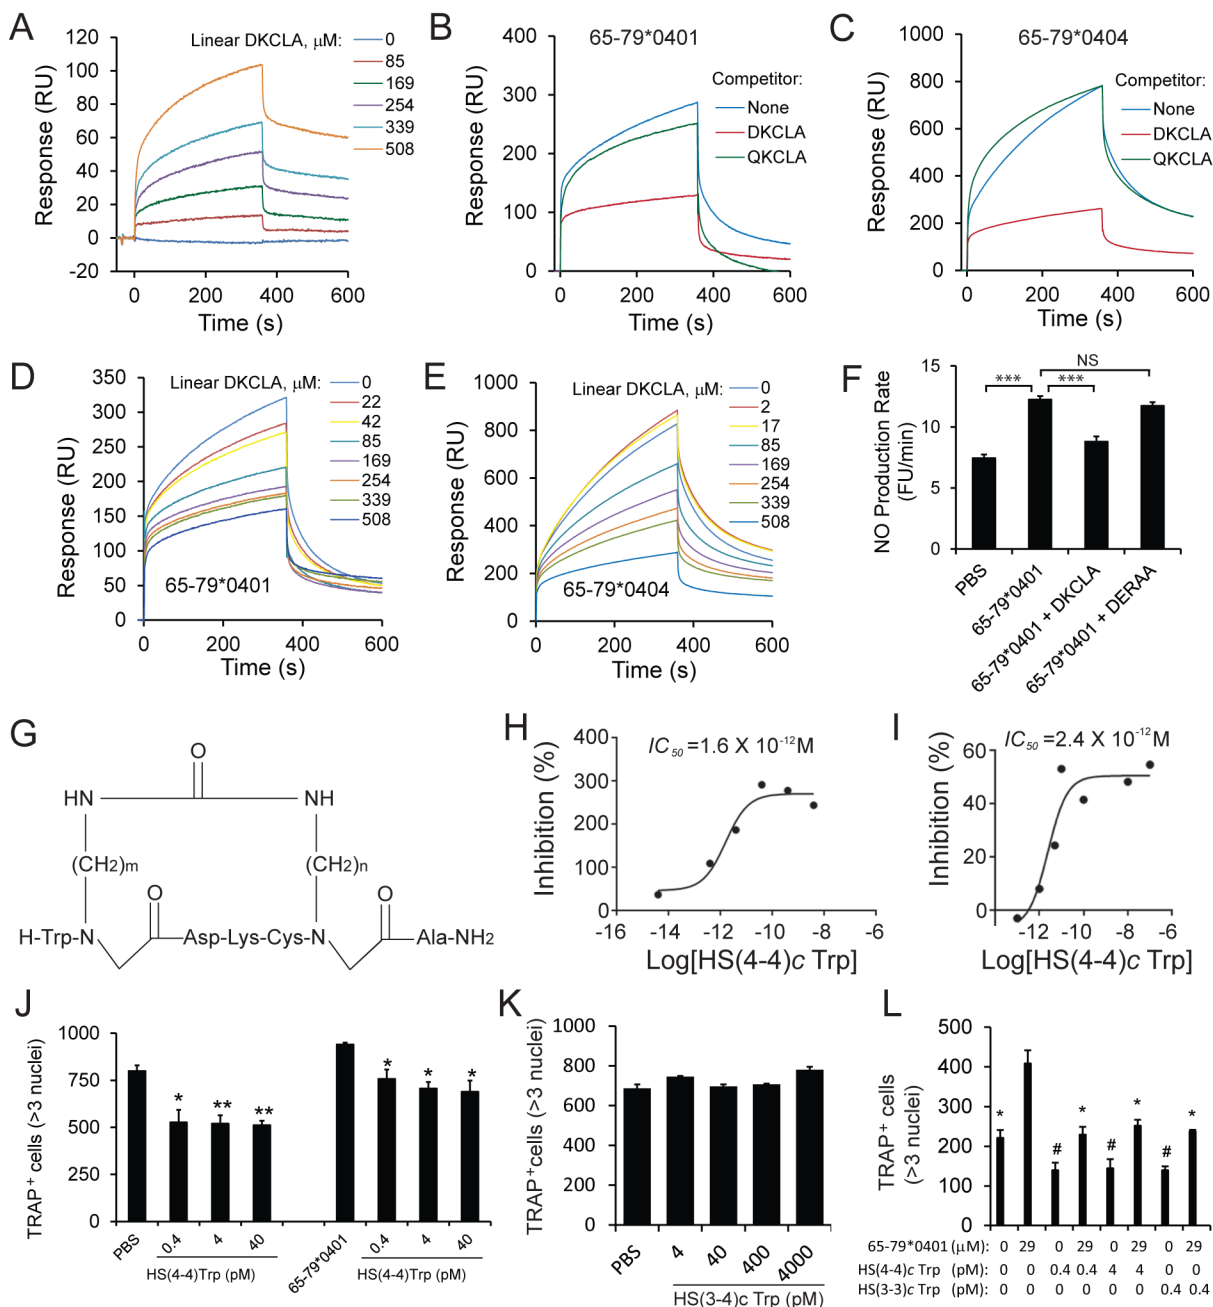 A
Linear DKCLA, μM:
0
85
169
254
339
508
Response (RU)
120
100
80
60
40
20
0
-20
0 200 400 600
Time (s)
B
65-79*0401
Competitor:
None
DKCLA
QKCLA
Response (RU)
400
300
200
100
0
0 200 400 600
Time (s)
C
65-79*0404
Competitor:
None
DKCLA
QKCLA
Response (RU)
1000
800
600
400
200
0
0 200 400 600
Time (s)
D
Linear DKCLA, μM:
0
22
42
85
169
254
339
508
Response (RU)
350
300
250
200
150
100
50
0
65-79*0401
0 200 400 600
Time (s)
E
Linear DKCLA, μM:
0
2
17
85
169
254
339
508
Response (RU)
1000
800
600
400
200
0
65-79*0404
0 200 400 600
Time (s)
F
NS
*** ***
NO Production Rate
(FU/min)
15
10
5
0
PBS
65-79*0401
65-79*0401 + DKCLA
65-79*0401 + DERAA
G
O
HN NH
(CH2)m (CH2)n
O O
H-Trp-N Asp-Lys-Cys-N Ala-NH2
H
IC50 =1.6 X 10-12M
Inhibition (%)
400
300
200
100
0
-16 -14 -12 -10 -8 -6
Log[HS(4-4)c Trp]
I
IC50 =2.4 X 10-12M
Inhibition (%)
60
40
20
0
-12 -10 -8 -6
Log[HS(4-4)c Trp]
J
TRAP+ cells (>3 nuclei)
1000
750
500
250
0
* ** ** * * *
PBS 0.4 4 40 65-79*0401 0.4 4 40
HS(4-4)Trp (pM) HS(4-4)Trp (pM)
K
TRAP+cells (>3 nuclei)
1000
800
600
400
200
0
PBS 4 40 400 4000
HS(3-4)c Trp (pM)
L
TRAP+ cells
(>3 nuclei)
500
400
300
200
100
0
* # * # * # *
65-79*0401 (μM): 0 29 0 29 0 29 0 29
HS(4-4)c Trp (pM): 0 0 0.4 0.4 4 4 0 0
HS(3-3)c Trp (pM): 0 0 0 0 0 0 0.4 0.4